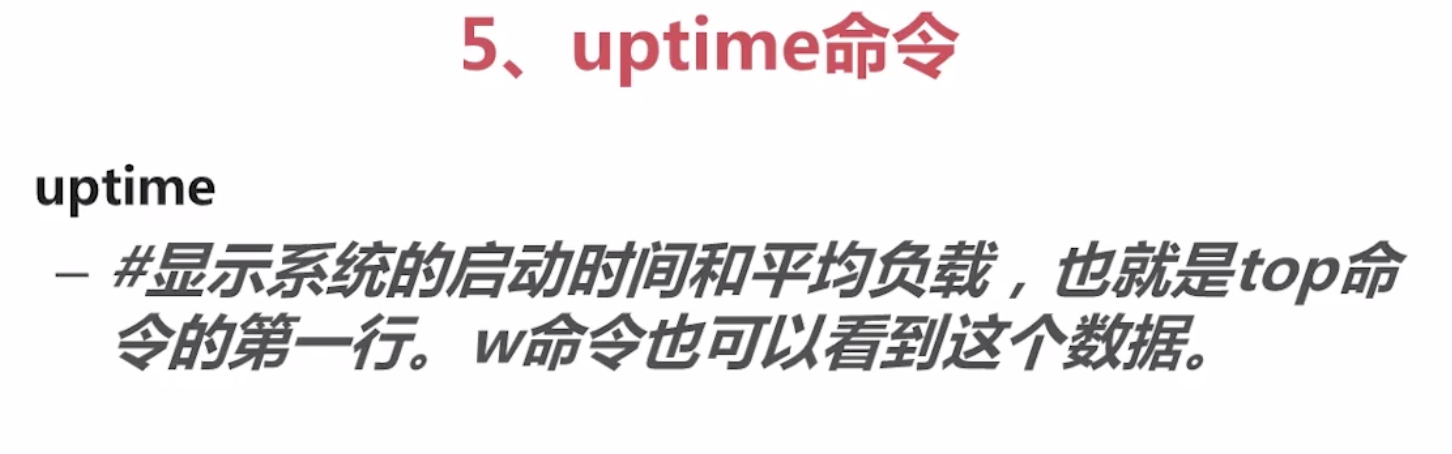 5、uptime命令
uptime
– #显示系统的启动时间和平均负载，也就是top命
令的第一行。w命令也可以看到这个数据。